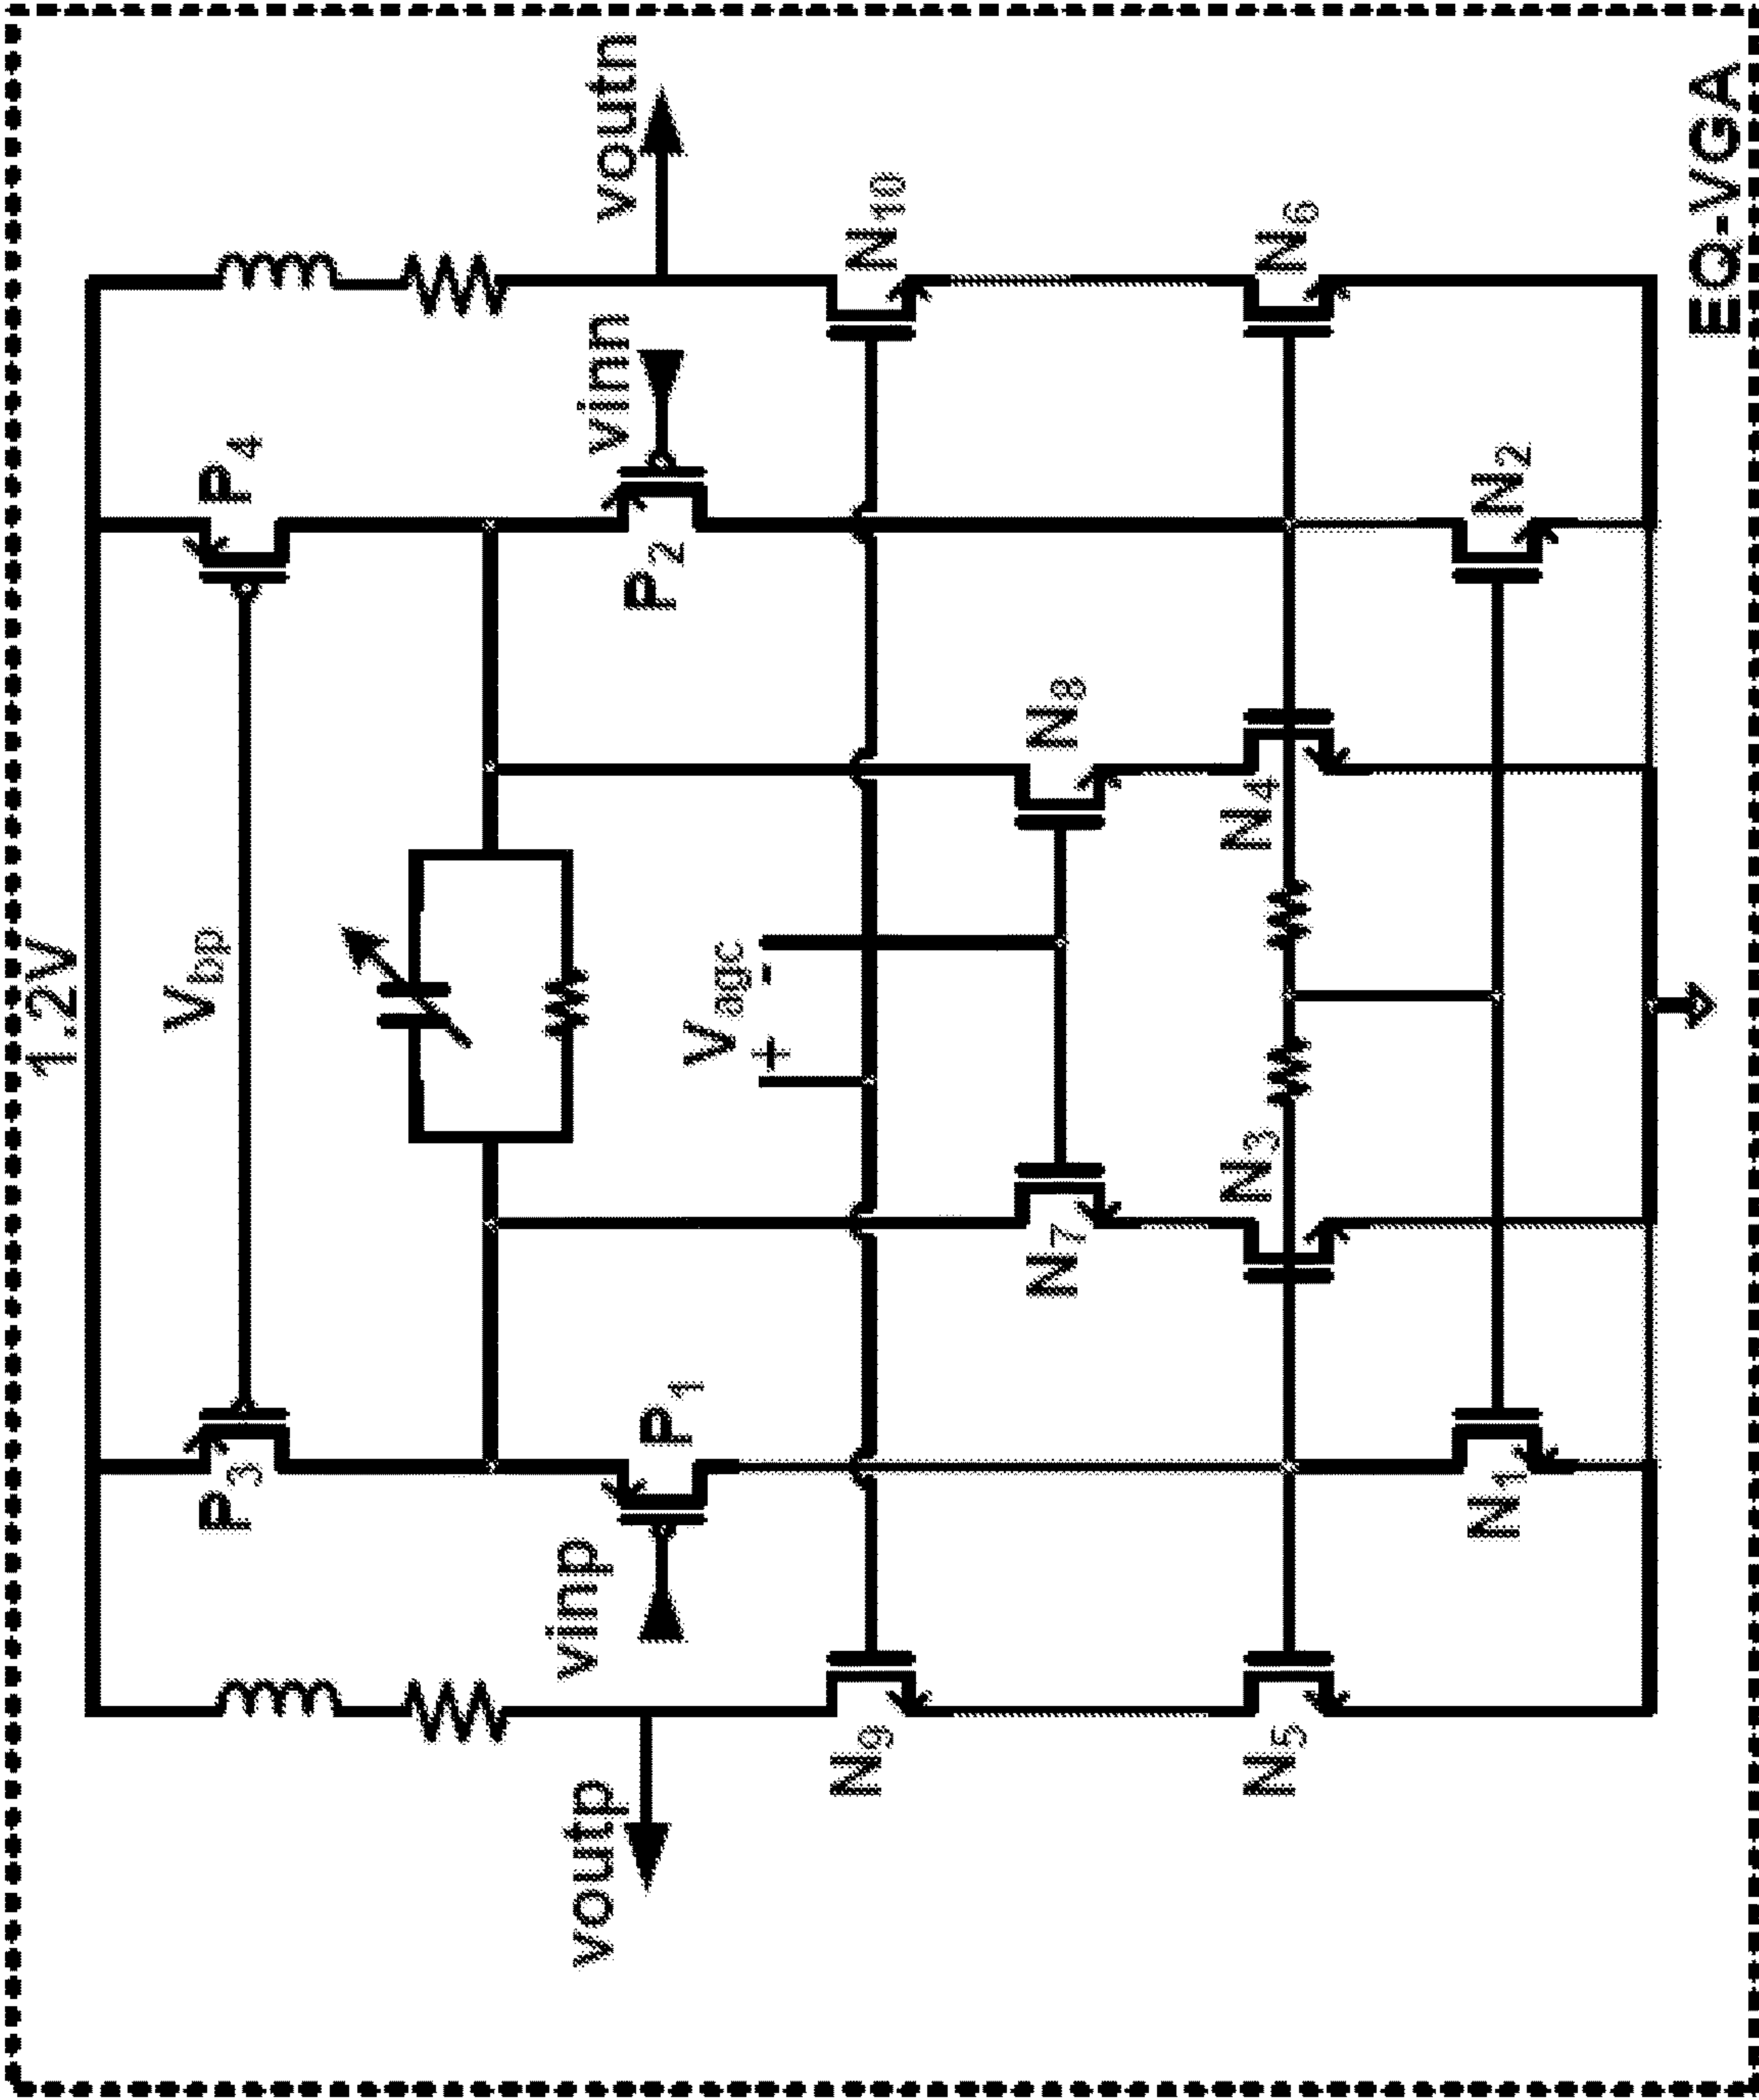 1.2V
Vbp
P3
P4
voutp
vinp
P1
P2
vinn
voutn
Vagc
+ -
N9
N10
N7
N8
N5
N3
N4
N6
N1
N2
EQ-VGA